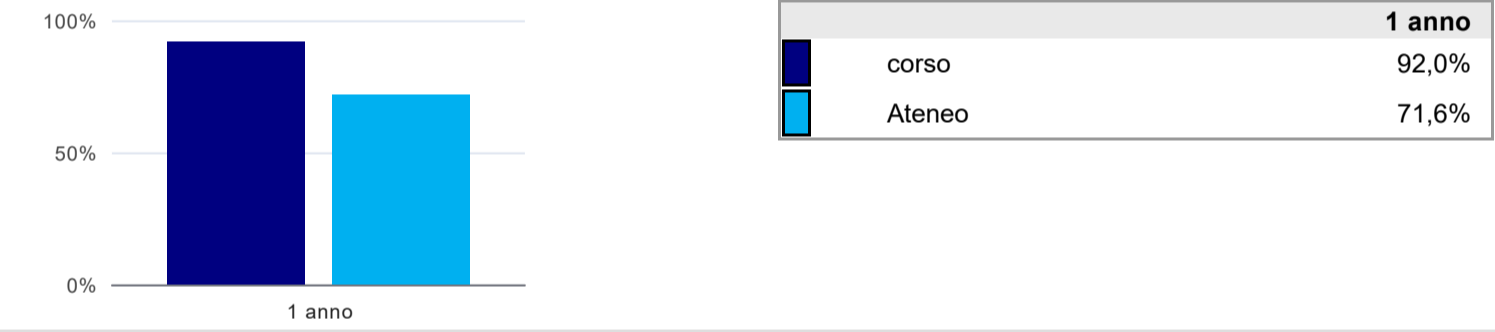 100%
50%
0%
1 anno
1 anno
corso 92,0%
Ateneo 71,6%